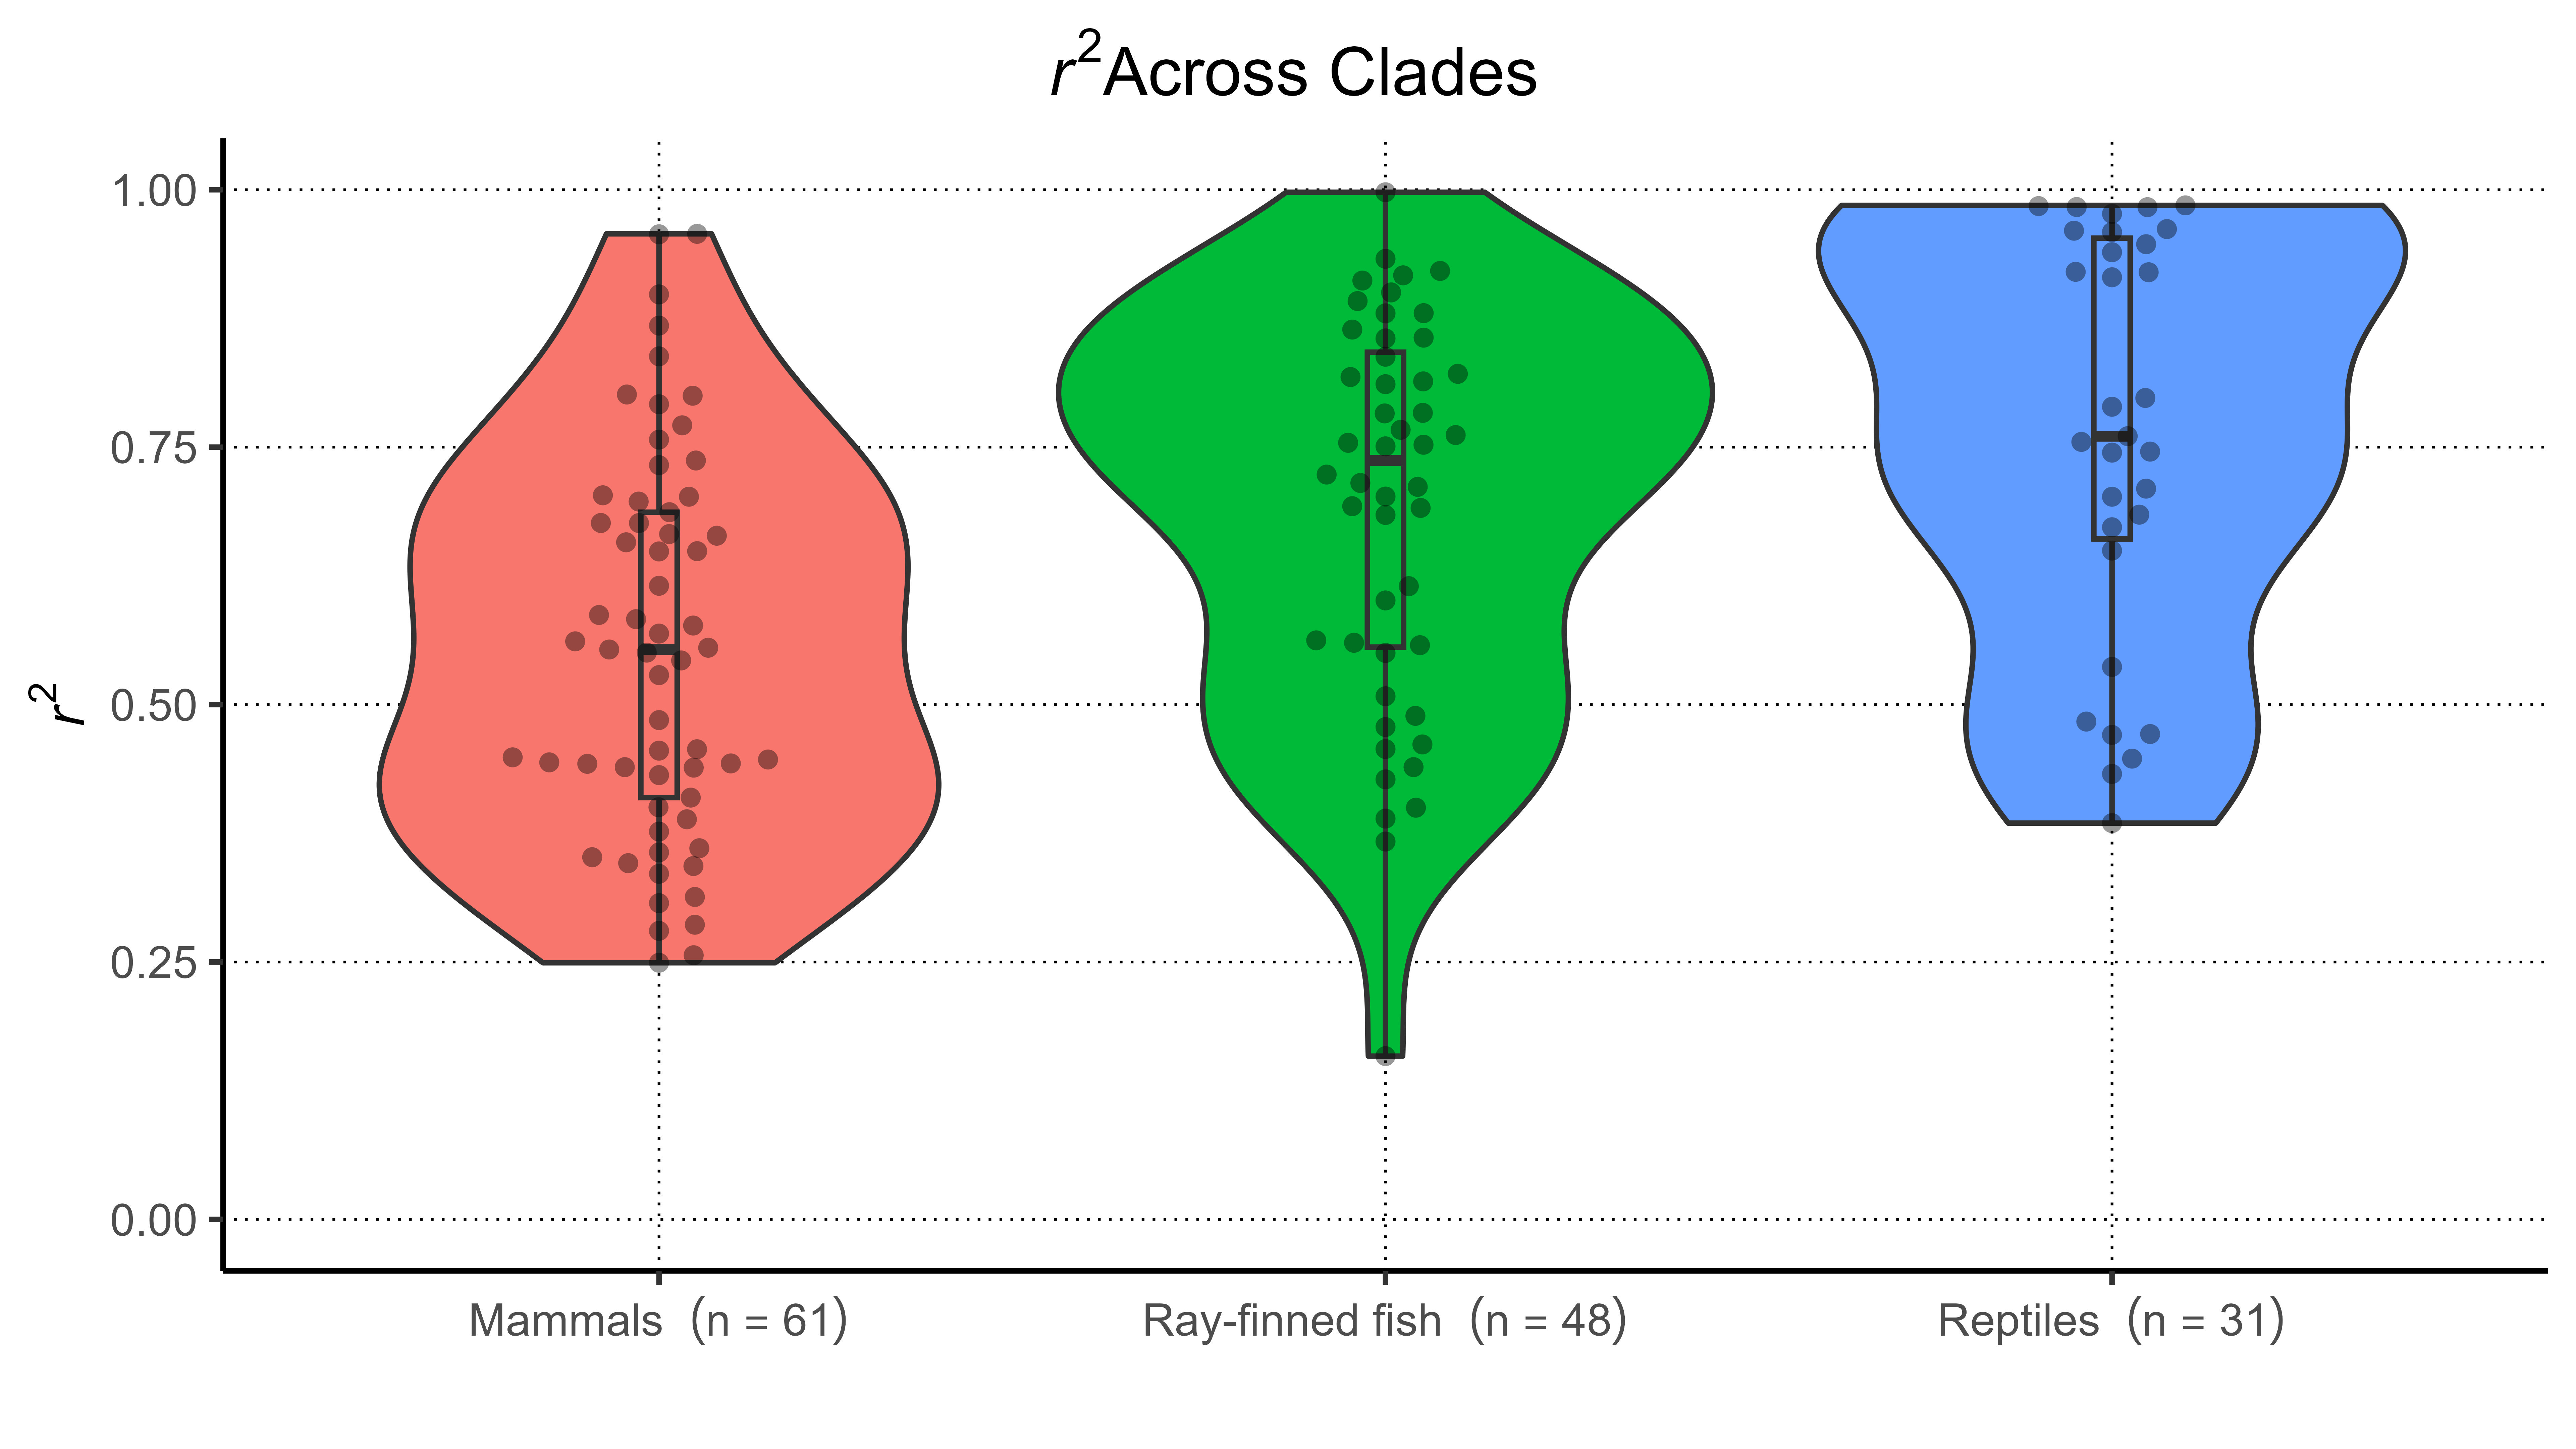 r²Across Clades
1.00
0.75
0.50
0.25
0.00
r²
Mammals (n = 61)
Ray-finned fish (n = 48)
Reptiles (n = 31)